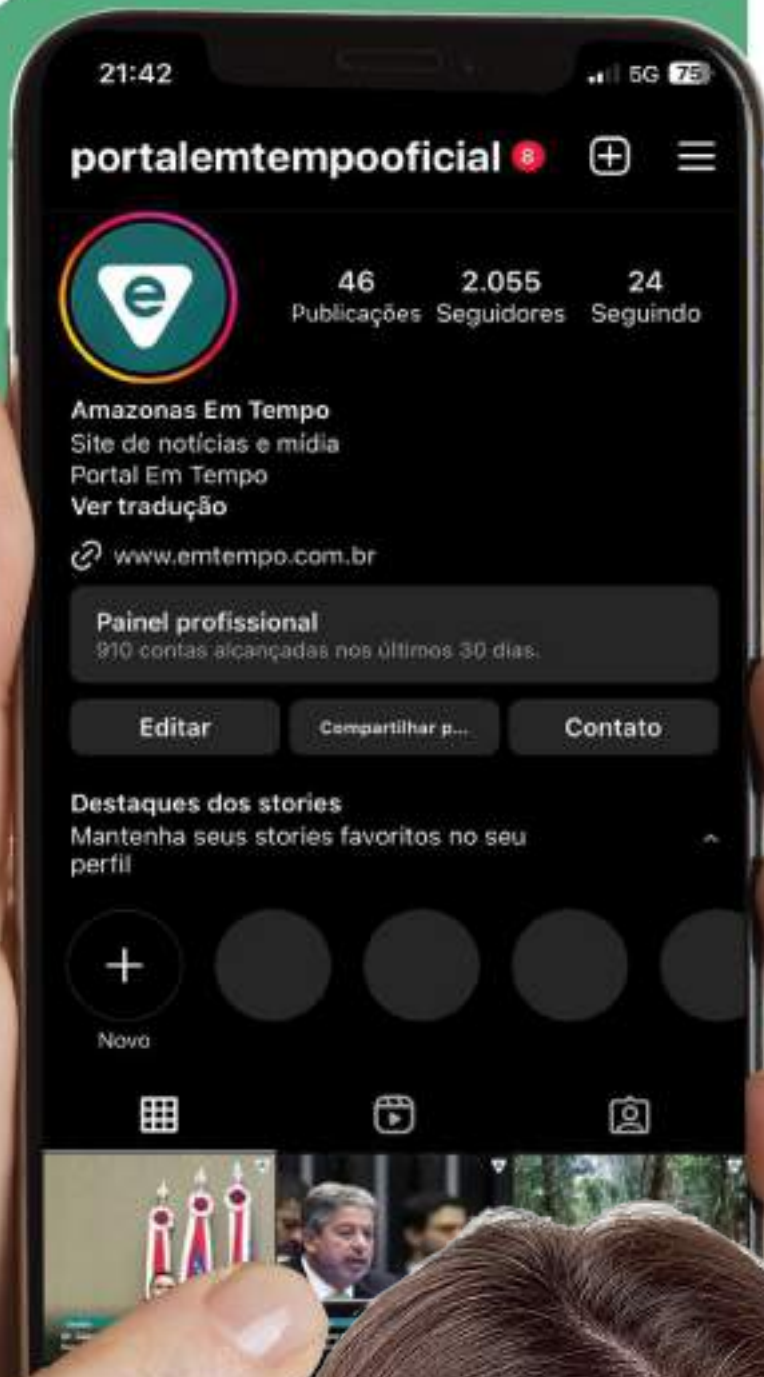 21:42
5G 75
portalemtempooficial 8
e
46 2.055 24
Publicações Seguidores Seguindo
Amazonas Em Tempo
Site de notícias e mídia
Portal Em Tempo
Ver tradução
www.emtempo.com.br
Painel profissional
910 contas alcançadas nos últimos 30 dias.
Editar Compartilhar p... Contato
Destaques dos stories
Mantenha seus stories favoritos no seu
perfil
Novo